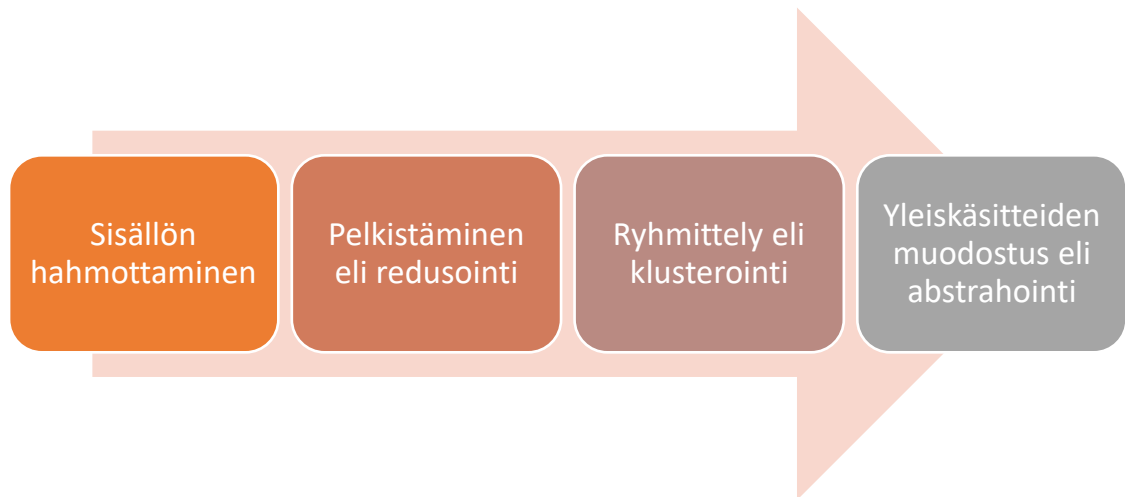 Sisällön
hahmottaminen
Pelkistäminen
eli redusointi
Ryhmittely eli
klusterointi
Yleiskäsitteiden
muodostus eli
abstrahointi